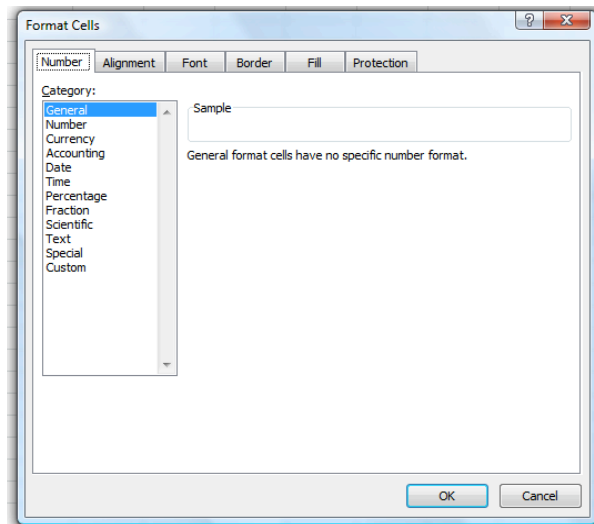 Format Cells
?
Number Alignment Font Border Fill Protection
Category:
General
Number
Currency
Accounting
Date
Time
Percentage
Fraction
Scientific
Text
Special
Custom
Sample
General format cells have no specific number format.
OK Cancel